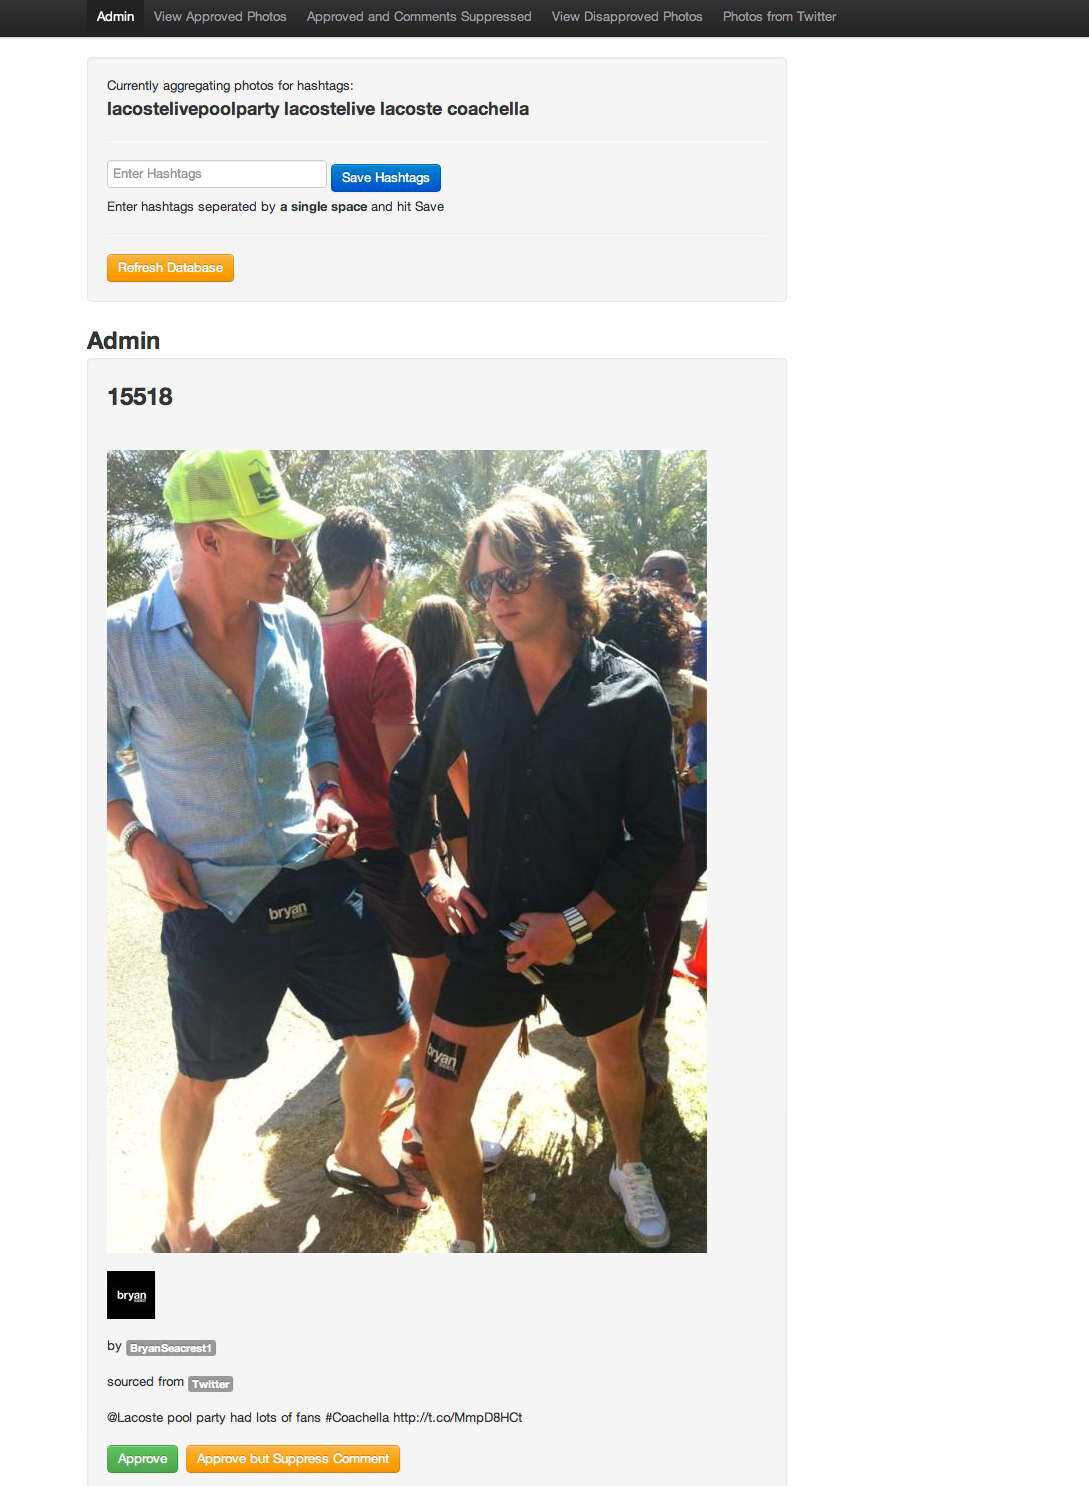 Admin View Approved Photos Approved and Comments Suppressed View Disapproved Photos Photos from Twitter
Currently aggregating photos for hashtags:
lacostelivepoolparty lacostelive lacoste coachella
Enter Hashtags Save Hashtags
Enter hashtags seperated by a single space and hit Save
Refresh Database
Admin
15518
bryan
bryan
bryan
by BryanSeacrest1
sourced from Twitter
@Lacoste pool party had lots of fans #Coachella http://t.co/MmpD8HCt
Approve Approve but Suppress Comment